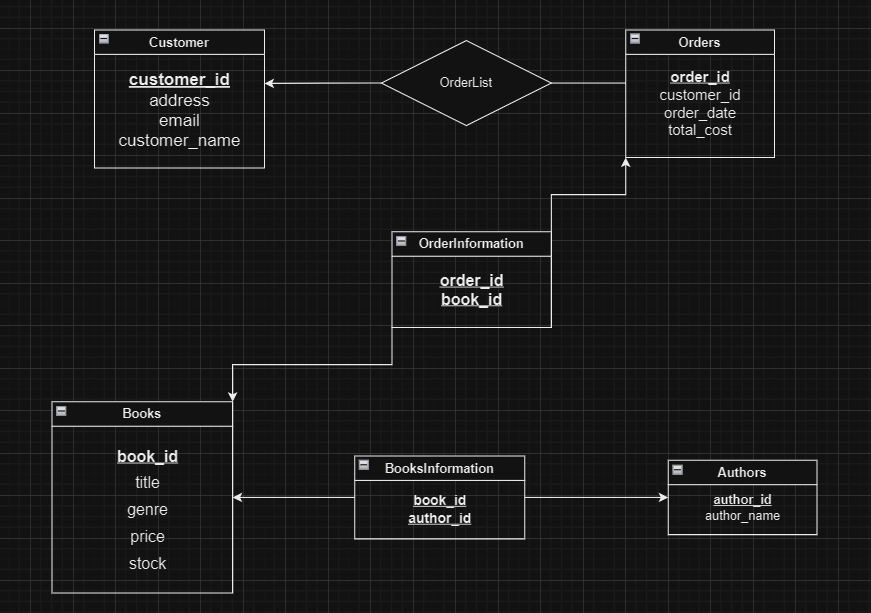 Customer
customer_id
address
email
customer_name
OrderList
Orders
order_id
customer_id
order_date
total_cost
OrderInformation
order_id
book_id
Books
book_id
title
genre
price
stock
BooksInformation
book_id
author_id
Authors
author_id
author_name